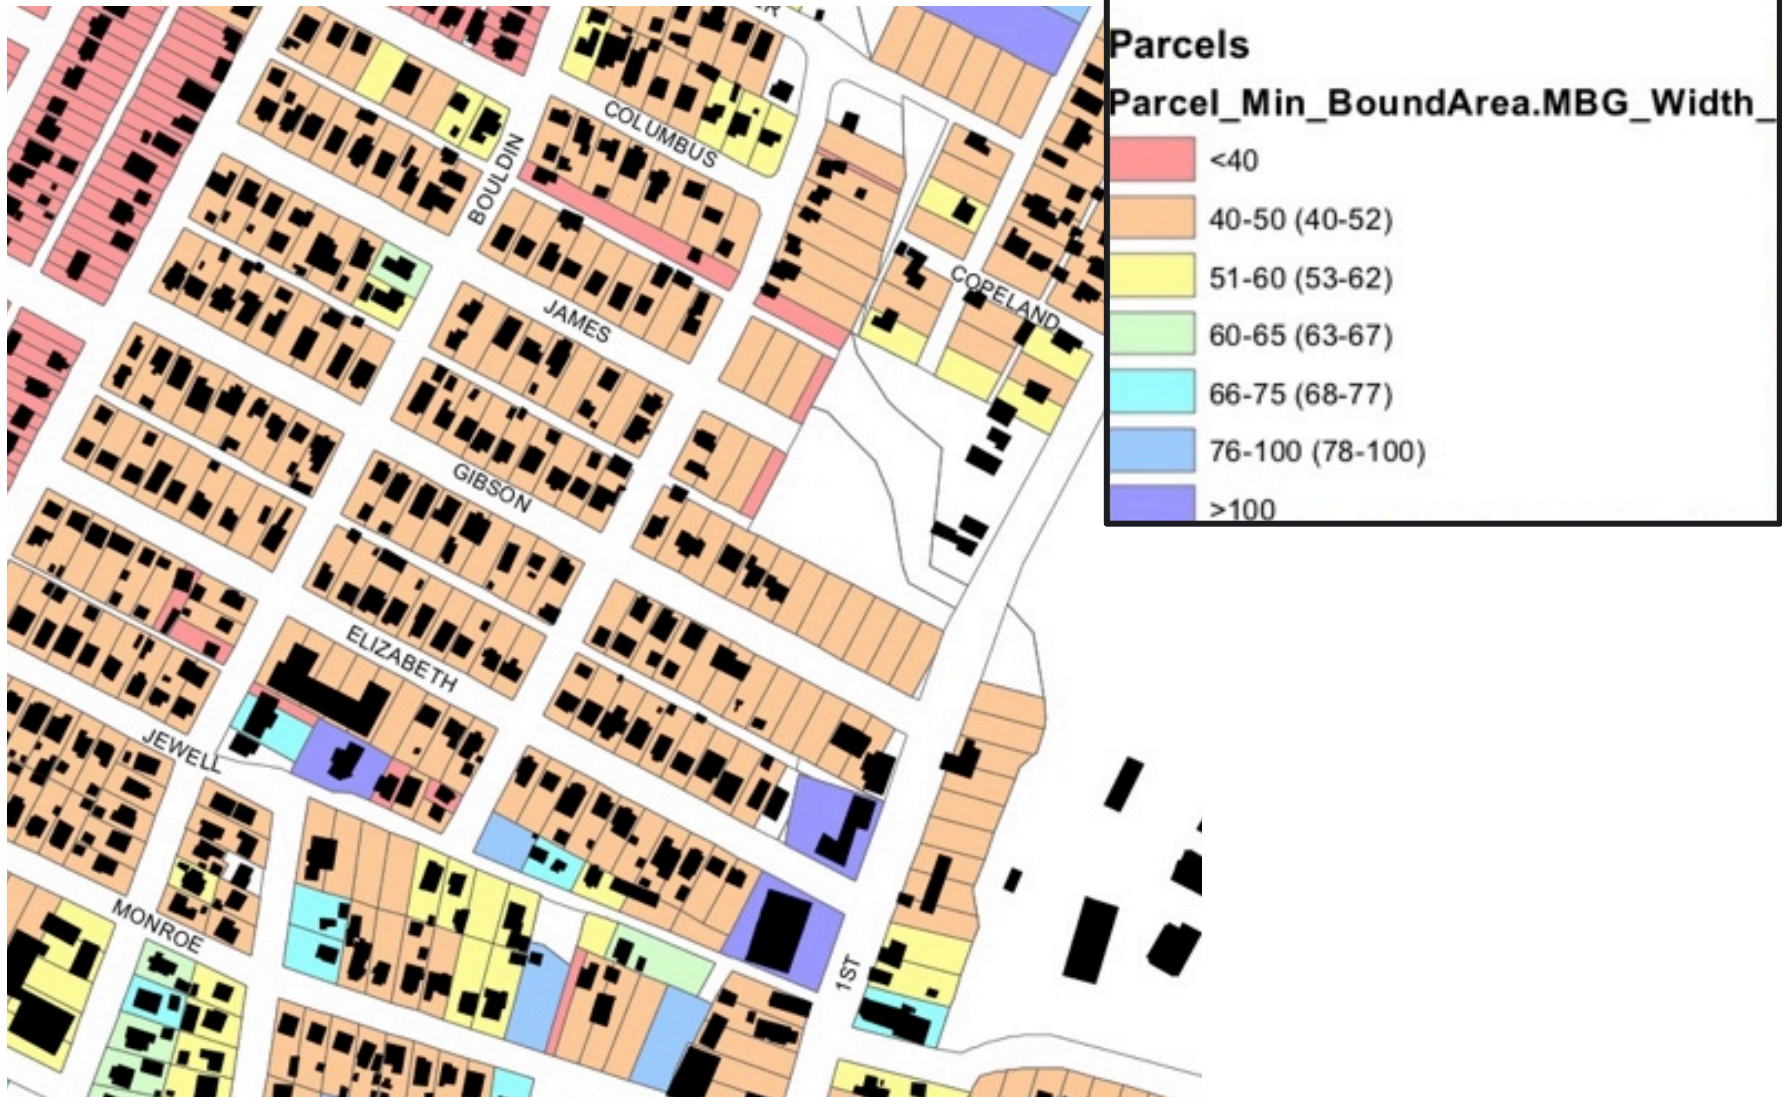 Parcels
Parcel_Min_BoundArea.MBG_Width_
<40
40-50 (40-52)
51-60 (53-62)
60-65 (63-67)
66-75 (68-77)
76-100 (78-100)
>100
COLUMBUS
BOULDIN
COPELAND
JAMES
GIBSON
ELIZABETH
JEWELL
MONROE
1ST